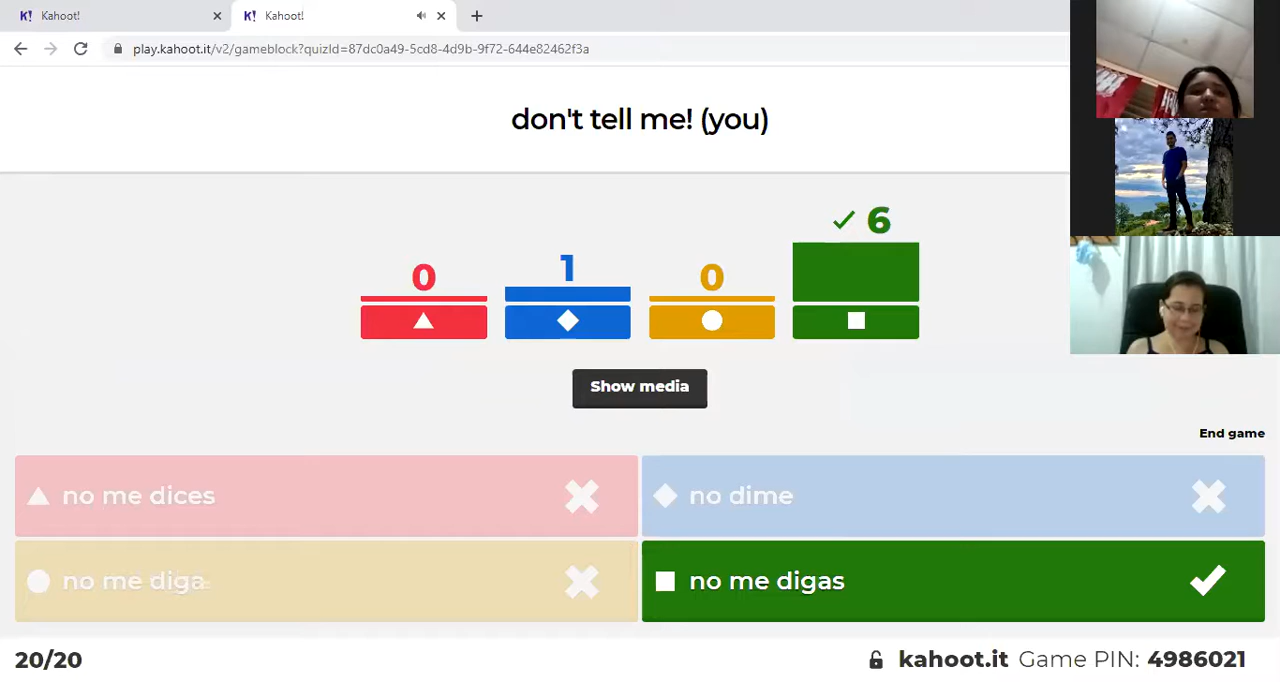 Kahoot!
Kahoot!
play.kahoot.it/v2/gameblock?quizId=87dc0a49-5cd8-4d9b-9f72-644e82462f3a
don't tell me! (you)
0
1
0
6
Show media
End game
no me dices
no dime
no me diga
no me digas
20/20
kahoot.it Game PIN: 4986021